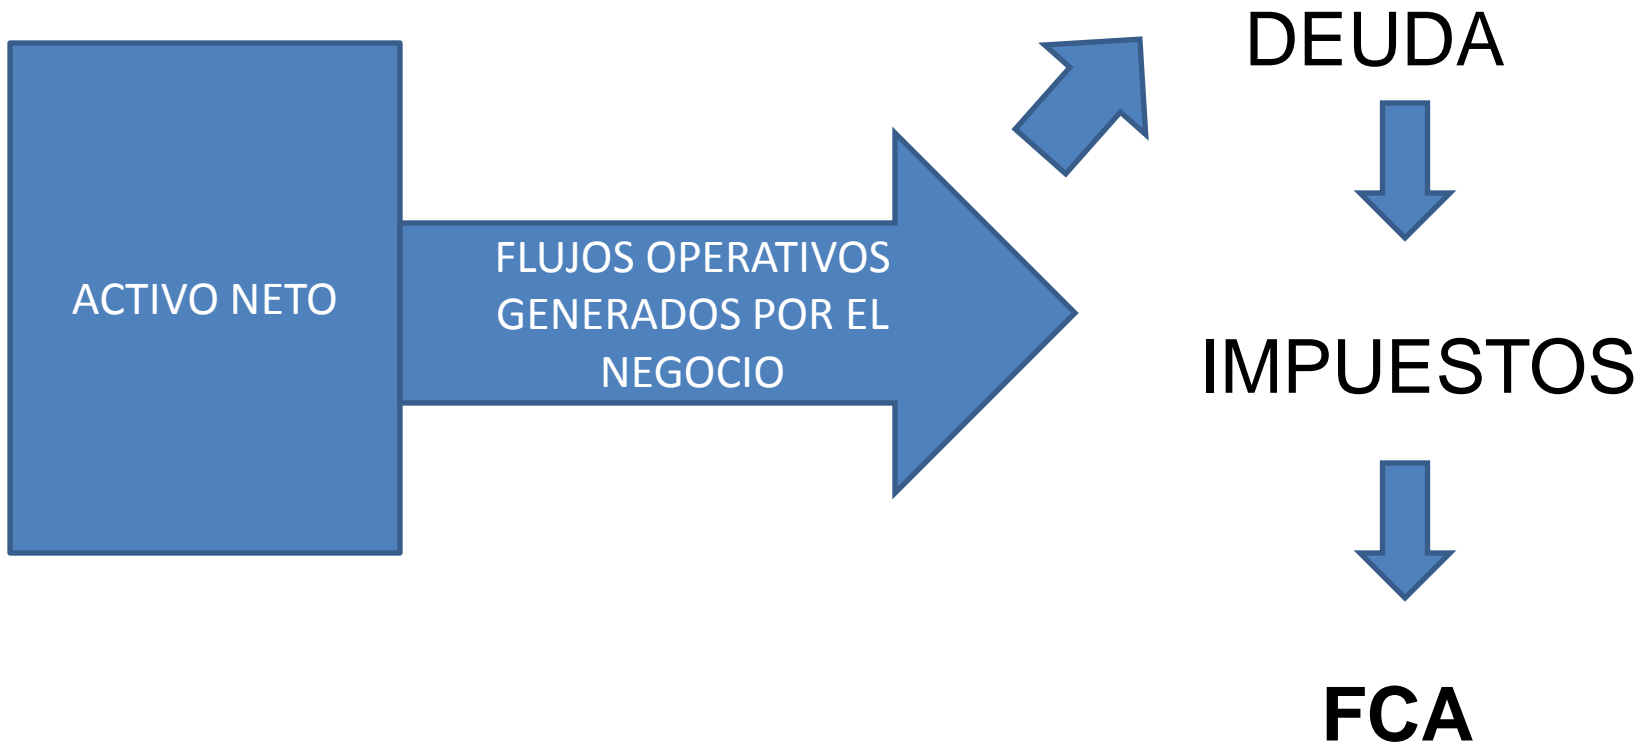 ACTIVO NETO
FLUJOS OPERATIVOS
GENERADOS POR EL
NEGOCIO
DEUDA
IMPUESTOS
FCA